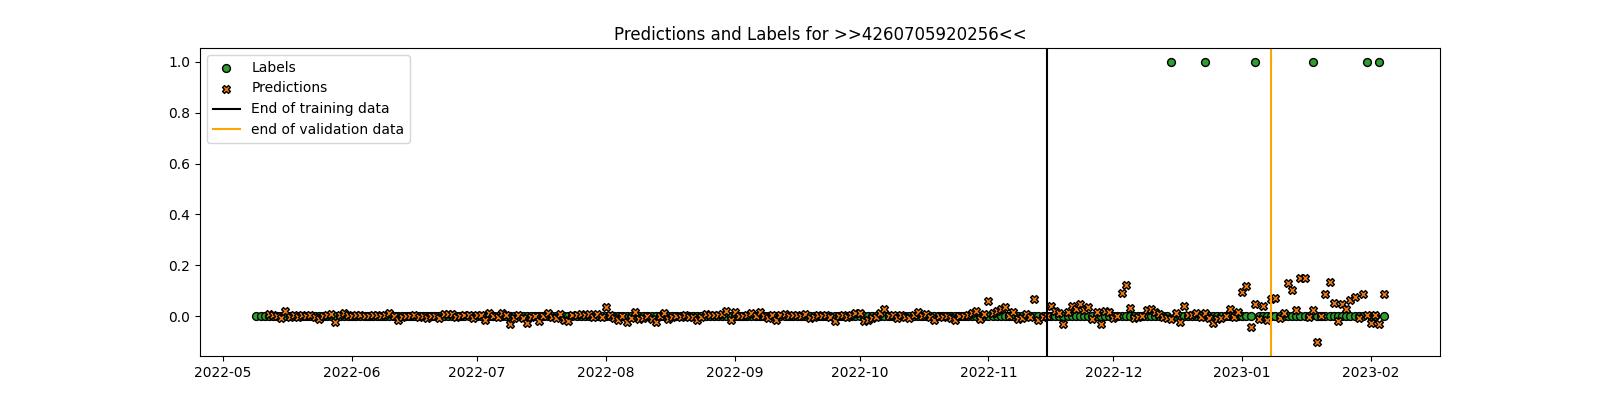 Predictions and Labels for >>4260705920256<<
1.0
0.8
0.6
0.4
0.2
0.0
Labels
Predictions
End of training data
end of validation data
2022-05 2022-06 2022-07 2022-08 2022-09 2022-10 2022-11 2022-12 2023-01 2023-02